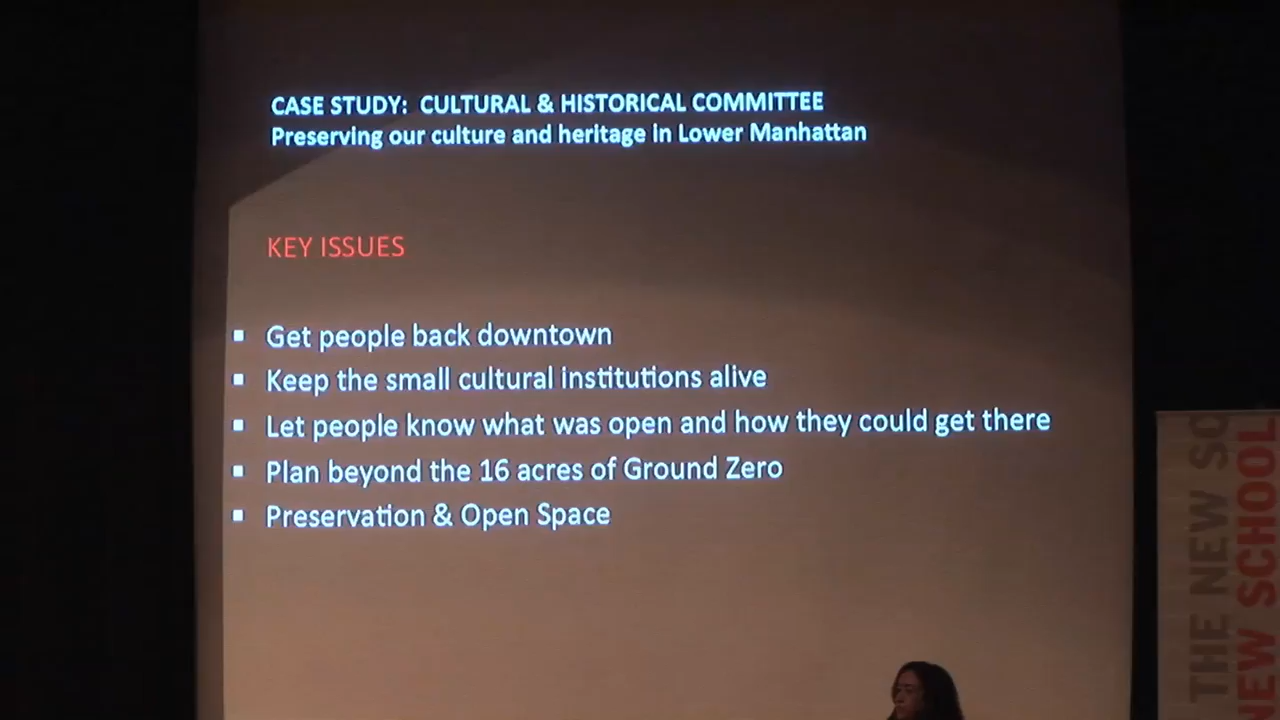 CASE STUDY: CULTURAL & HISTORICAL COMMITTEE
Preserving our culture and heritage in Lower Manhattan
KEY ISSUES
▪ Get people back downtown
▪ Keep the small cultural institutions alive
▪ Let people know what was open and how they could get there
▪ Plan beyond the 16 acres of Ground Zero
▪ Preservation & Open Space
THE NEW SC
NEW SCHOOL